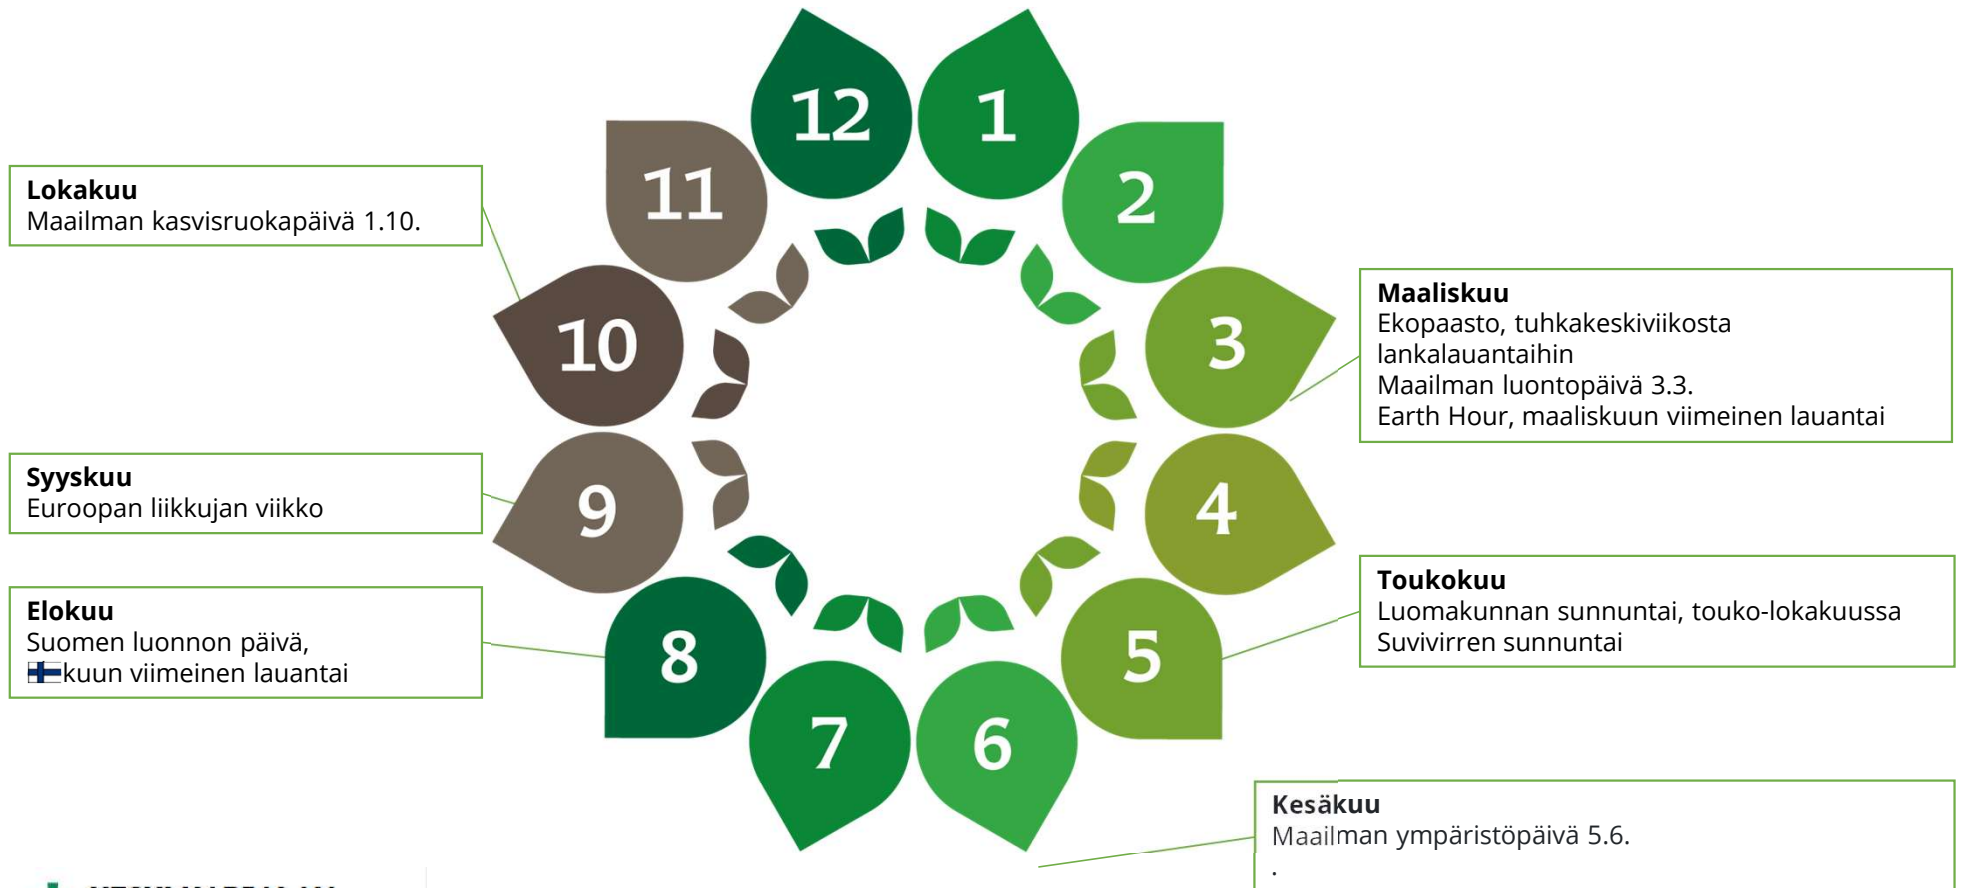 12
1
11
2
Lokakuu
Maailman kasvisruokapäivä 1.10.
10
3
Maaliskuu
Ekopaasto, tuhkakeskiviikosta
lankalauantaihin
Maailman luontopäivä 3.3.
Earth Hour, maaliskuun viimeinen lauantai
Syyskuu
Euroopan liikkujan viikko
9
4
Elokuu
Suomen luonnon päivä,
kuun viimeinen lauantai
8
5
Toukokuu
Luomakunnan sunnuntai, touko-lokakuussa
Suvivirren sunnuntai
7
6
Kesäkuu
Maailman ympäristöpäivä 5.6.
.